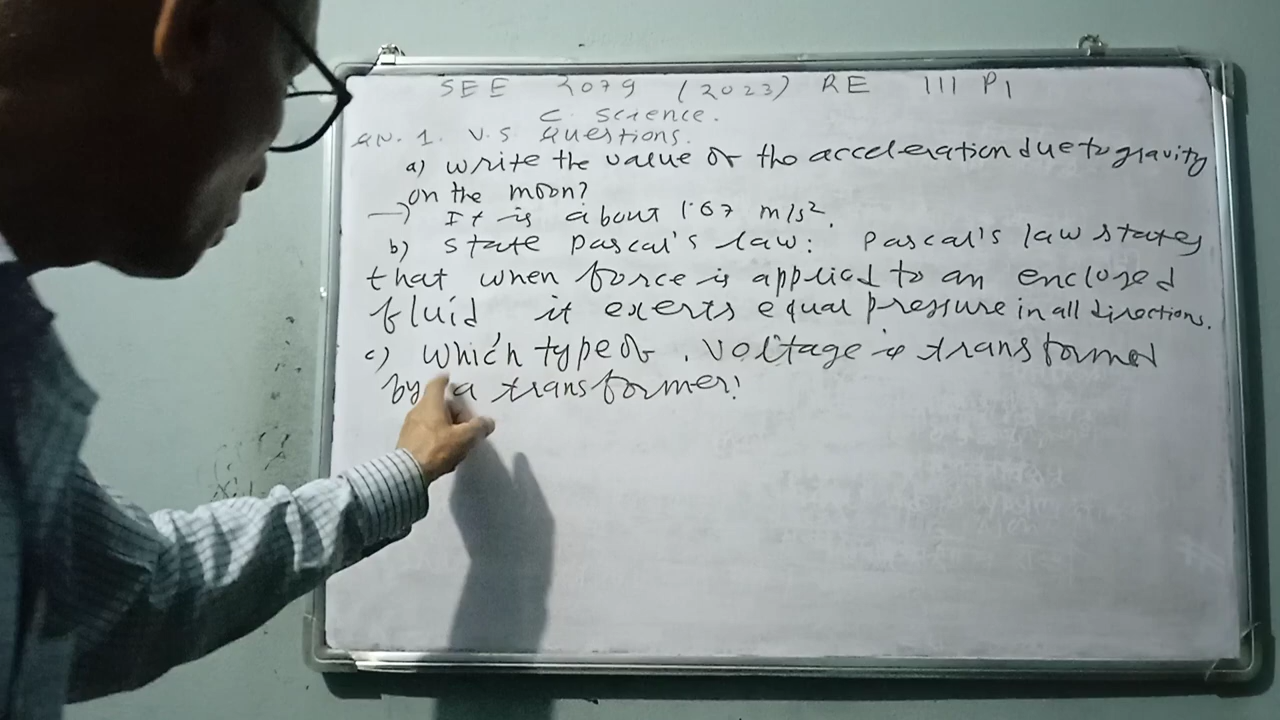 SEE 2079 (2023) RE III P1
C. Science.
QN. 1. V.S Questions.
a) Write the value of the acceleration due to gravity
on the moon?
→ It is about 1.67 m/s².
b) State pascal's law: Pascal's law states
that when force is applied to an enclosed
fluid it exerts equal pressure in all directions.
c) Which type of voltage is transformed
by a transformer?